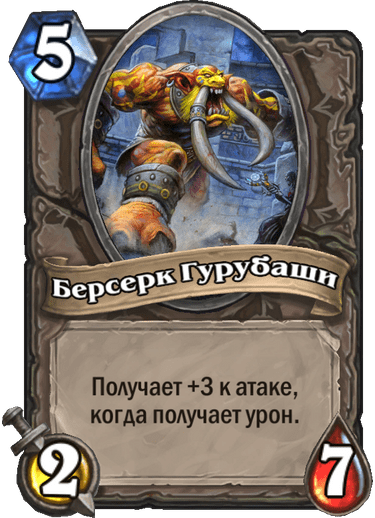 5
Берсерк Гурубаши
Получает +3 к атаке,
когда получает урон.
2
7